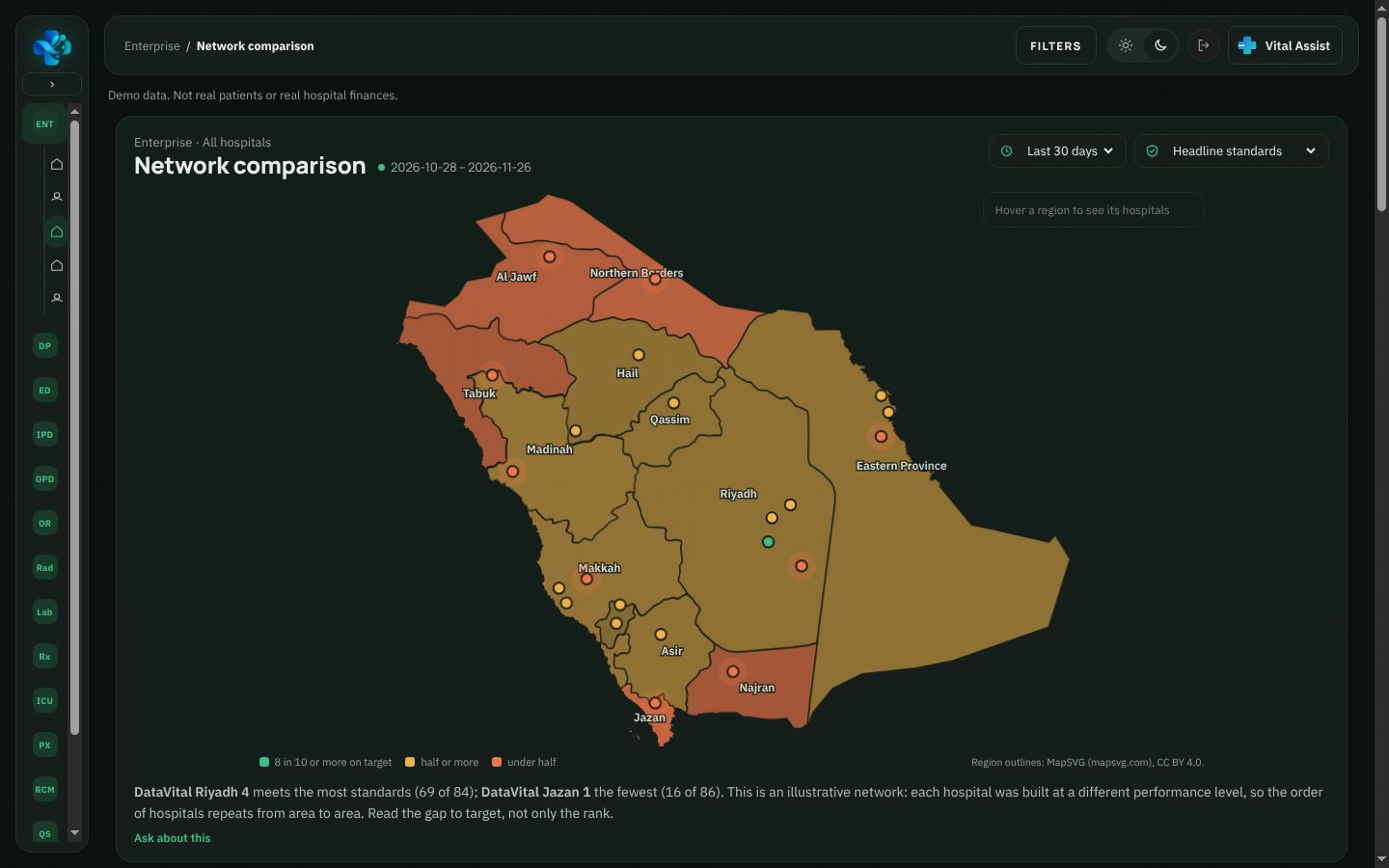 Enterprise / Network comparison
FILTERS
Vital Assist
Demo data. Not real patients or real hospital finances.
ENT
DP
ED
IPD
OPD
OR
Rad
Lab
Rx
ICU
PX
RCM
QS
Enterprise · All hospitals
Network comparison
2026-10-28 – 2026-11-26
Last 30 days
Headline standards
Hover a region to see its hospitals
Al Jawf
Northern Borders
Hail
Tabuk
Qassim
Madinah
Eastern Province
Riyadh
Makkah
Asir
Najran
Jazan
8 in 10 or more on target
half or more
under half
Region outlines: MapSVG (mapsvg.com), CC BY 4.0.
DataVital Riyadh 4 meets the most standards (69 of 84); DataVital Jazan 1 the fewest (16 of 86). This is an illustrative network: each hospital was built at a different performance level, so the order
of hospitals repeats from area to area. Read the gap to target, not only the rank.
Ask about this